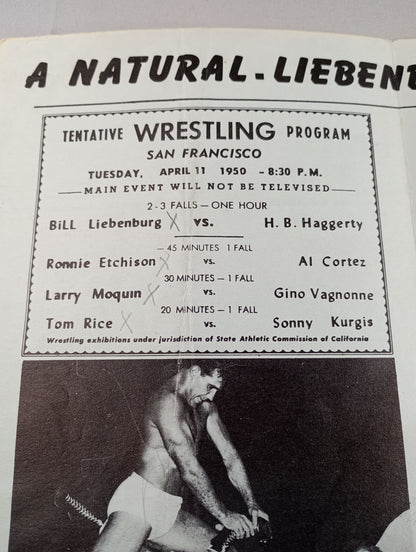 A NATURAL-LIEBENB
TENTATIVE WRESTLING PROGRAM
SAN FRANCISCO
TUESDAY, APRIL 11 1950 - 8:30 P.M.
MAIN EVENT WILL NOT BE TELEVISED
2-3 FALLS — ONE HOUR
BiLL Liebenburg X vs. H. B. Haggerty
— 45 MINUTES 1 FALL
Ronnie Etchison X vs. Al Cortez
30 MINUTES — 1 FALL
Larry Moquin X vs. Gino Vagnonne
20 MINUTES — 1 FALL
Tom Rice X vs. Sonny Kurgis
Wrestling exhibitions under jurisdiction of State Athletic Commission of California